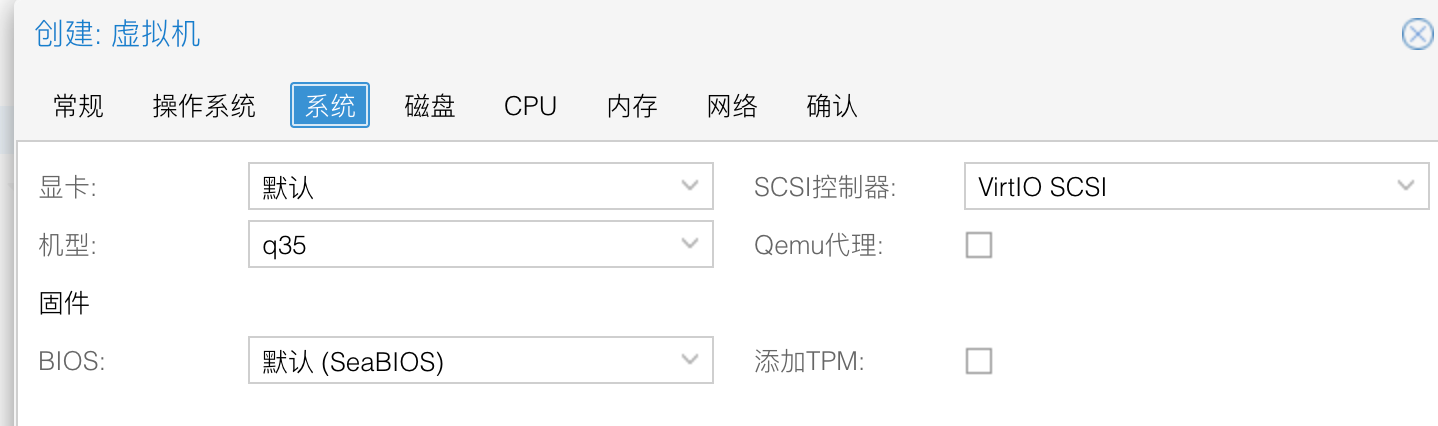 创建: 虚拟机
常规 操作系统 系统 磁盘 CPU 内存 网络 确认
显卡: 默认 SCSI控制器: VirtIO SCSI
机型: q35 Qemu代理:
固件
BIOS: 默认 (SeaBIOS) 添加TPM: